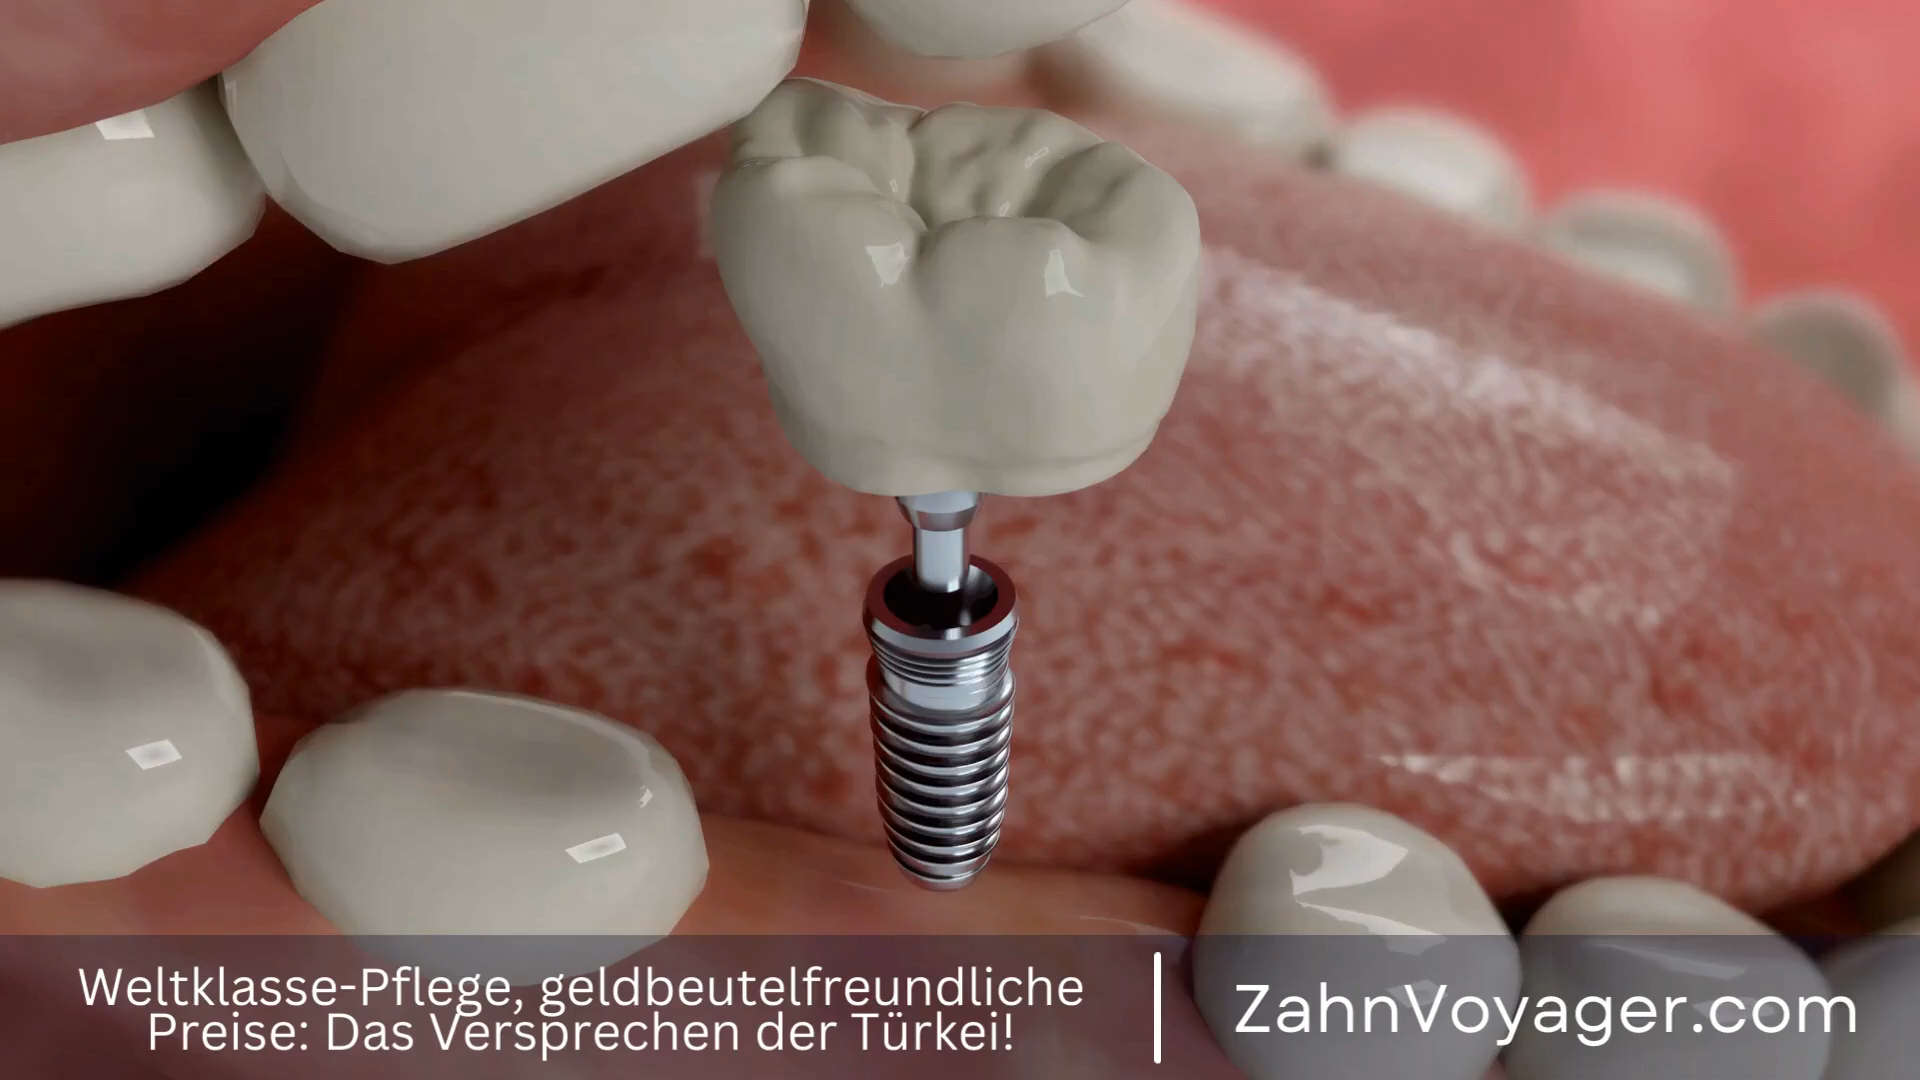 Weltklasse-Pflege, geldbeutelfreundliche
Preise: Das Versprechen der Türkei!
ZahnVoyager.com